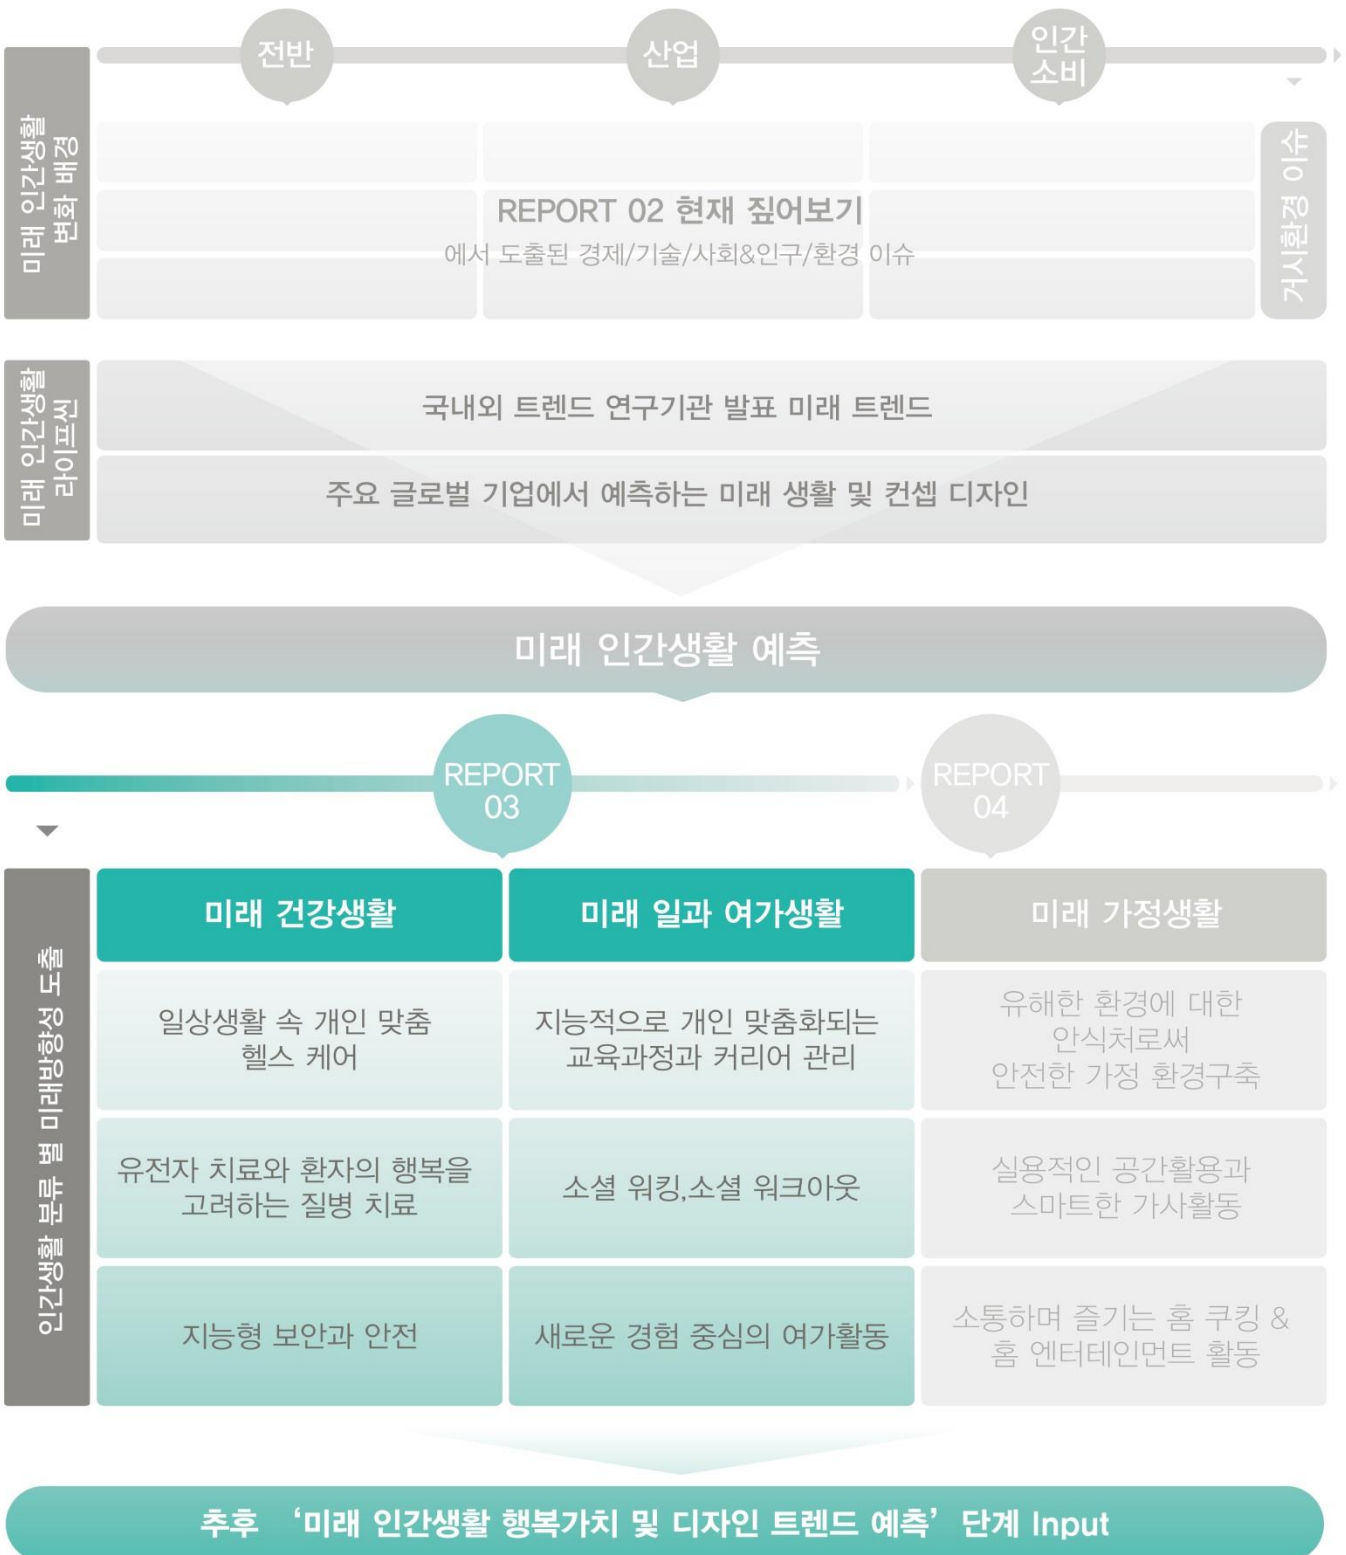 전반
산업
인간
소비
미래 인간생활
변화 배경
REPORT 02 현재 짚어보기
에서 도출된 경제/기술/사회&인구/환경 이슈
거시환경 이슈
미래 인간생활
라이프씬
국내외 트렌드 연구기관 발표 미래 트렌드
주요 글로벌 기업에서 예측하는 미래 생활 및 컨셉 디자인
미래 인간생활 예측
REPORT
03
REPORT
04
인간생활 분류 별 미래방향성 도출
미래 건강생활
미래 일과 여가생활
미래 가정생활
일상생활 속 개인 맞춤
헬스 케어
지능적으로 개인 맞춤화되는
교육과정과 커리어 관리
유해한 환경에 대한
안식처로써
안전한 가정 환경구축
유전자 치료와 환자의 행복을
고려하는 질병 치료
소셜 워킹,소셜 워크아웃
실용적인 공간활용과
스마트한 가사활동
지능형 보안과 안전
새로운 경험 중심의 여가활동
소통하며 즐기는 홈 쿠킹 &
홈 엔터테인먼트 활동
추후 ‘미래 인간생활 행복가치 및 디자인 트렌드 예측’ 단계 Input